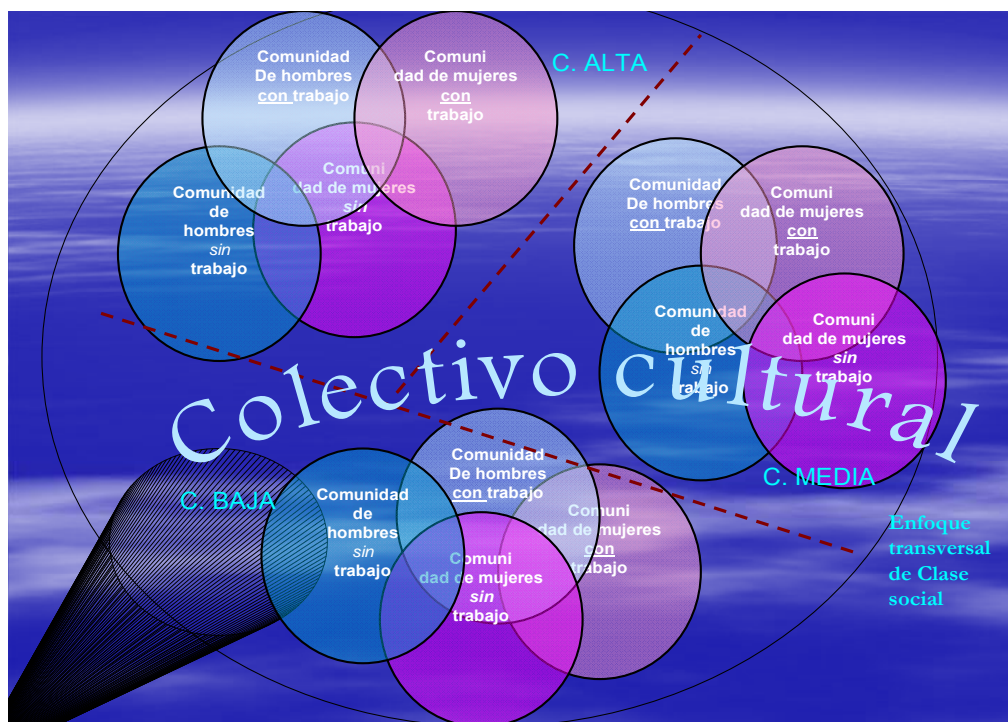 Comunidad
De hombres
con trabajo
Comuni
dad de mujeres
con
trabajo
C. ALTA
Comunidad
de
hombres
sin
trabajo
Comuni
dad de mujeres
sin
trabajo
Comunidad
De hombres
con trabajo
Comuni
dad de mujeres
con
trabajo
Comunidad
de
hombres
sin
trabajo
Comuni
dad de mujeres
sin
trabajo
Colectivo cultural
C. MEDIA
C. BAJA
Comunidad
de
hombres
sin
trabajo
Comunidad
De hombres
con trabajo
Comuni
dad de mujeres
con
trabajo
Comuni
dad de mujeres
sin
trabajo
Enfoque
transversal
de Clase
social